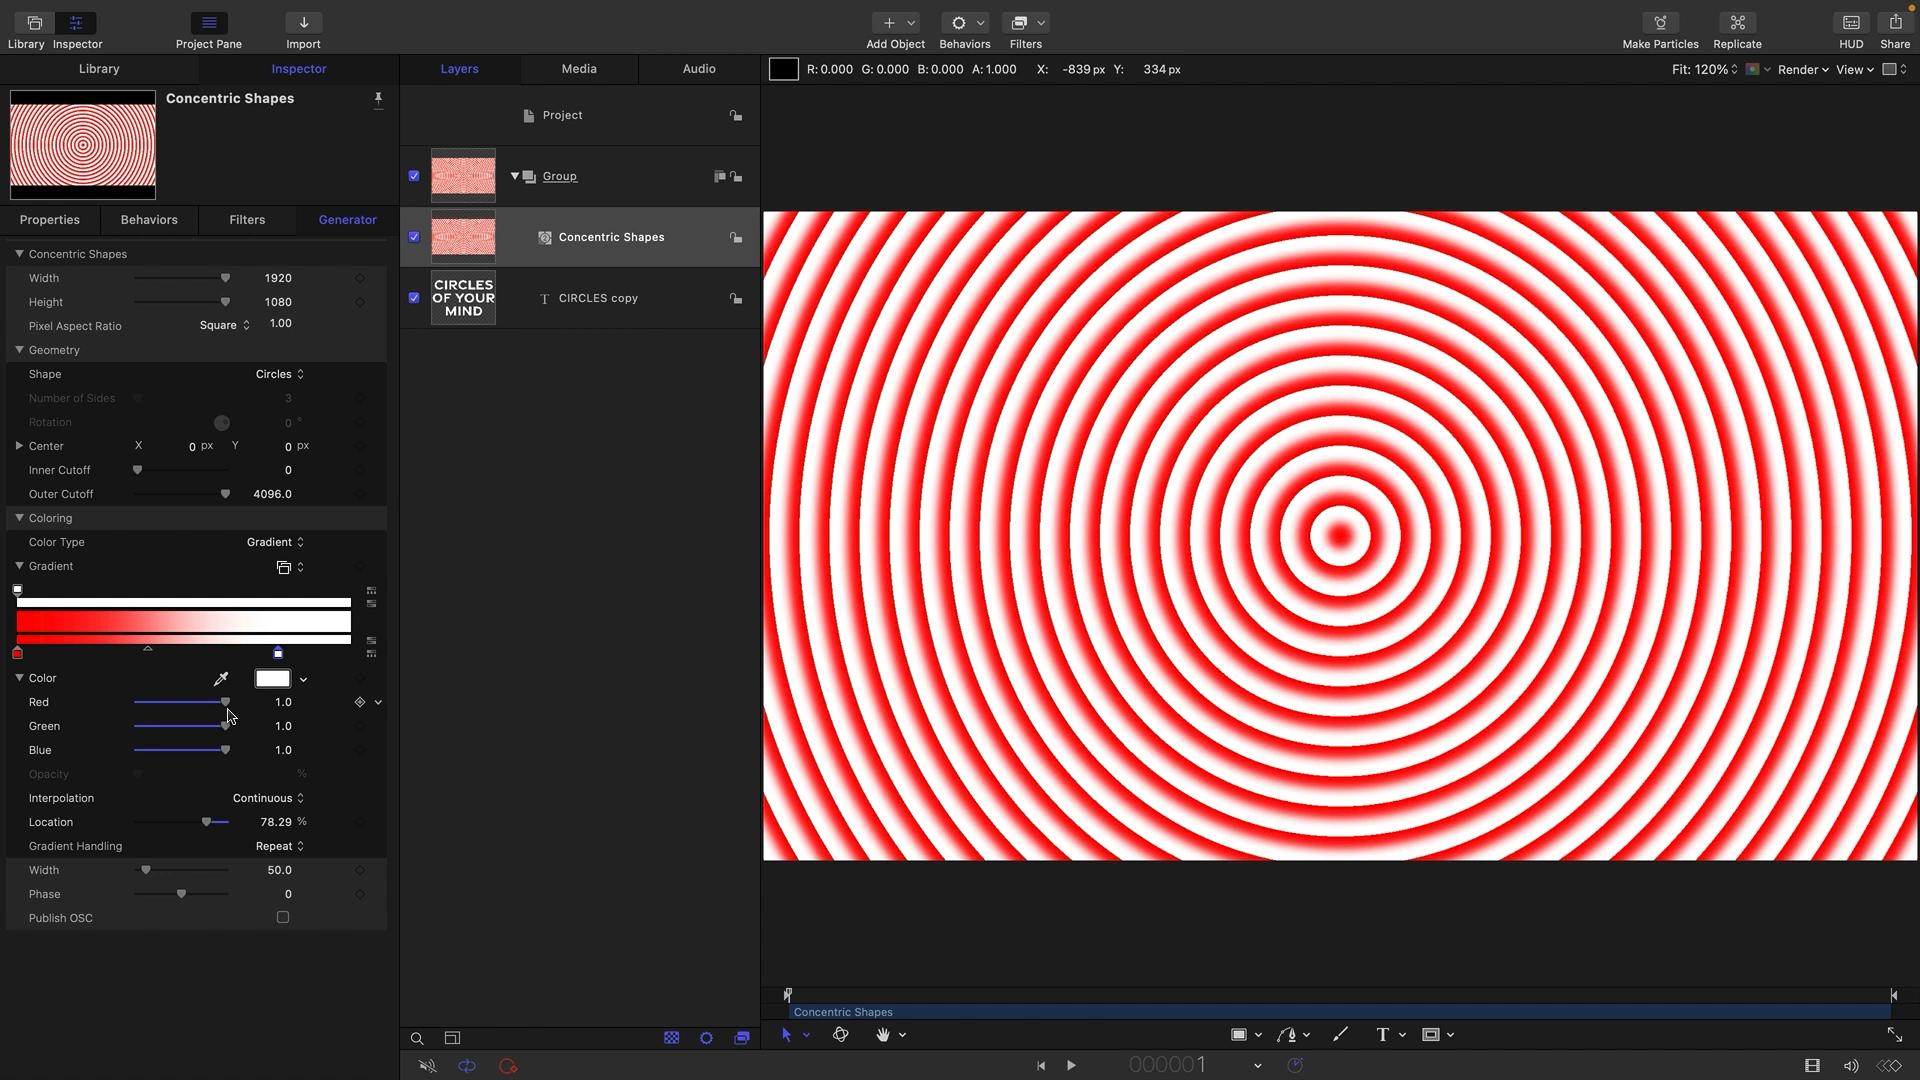 Library
Inspector
Project Pane
Import
Add Object
Behaviors
Filters
Make Particles
Replicate
HUD
Share
Library
Inspector
Layers
Media
Audio
R: 0.000 G: 0.000 B: 0.000 A: 1.000 X: -839 px Y: 334 px
Fit: 120%
Render
View
Concentric Shapes
Project
Group
Concentric Shapes
CIRCLES
OF YOUR
MIND
CIRCLES copy
Properties
Behaviors
Filters
Generator
Concentric Shapes
Width 1920
Height 1080
Pixel Aspect Ratio Square 1.00
Geometry
Shape Circles
Number of Sides 3
Rotation 0 °
Center X 0 px Y 0 px
Inner Cutoff 0
Outer Cutoff 4096.0
Coloring
Color Type Gradient
Gradient
Color
Red 1.0
Green 1.0
Blue 1.0
Opacity %
Interpolation Continuous
Location 78.29 %
Gradient Handling Repeat
Width 50.0
Phase 0
Publish OSC
Concentric Shapes
T
000001